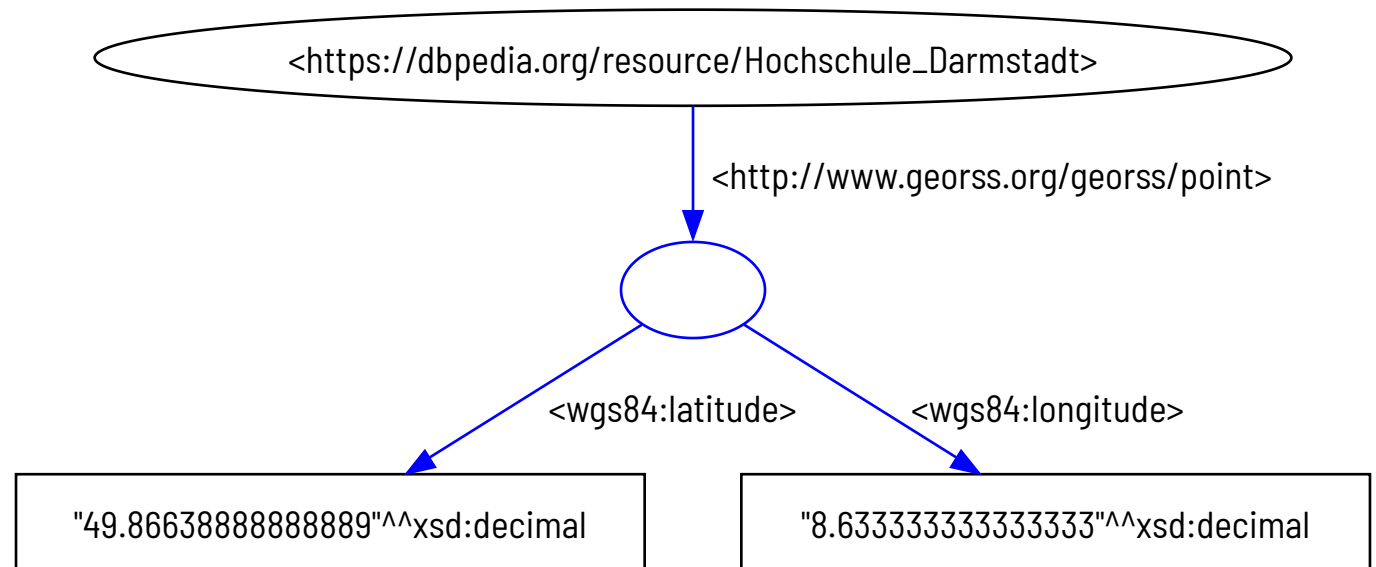 <https://dbpedia.org/resource/Hochschule_Darmstadt>
<http://www.georss.org/georss/point>
<wgs84:latitude>
<wgs84:longitude>
"49.86638888888889"^^xsd:decimal
"8.633333333333333"^^xsd:decimal